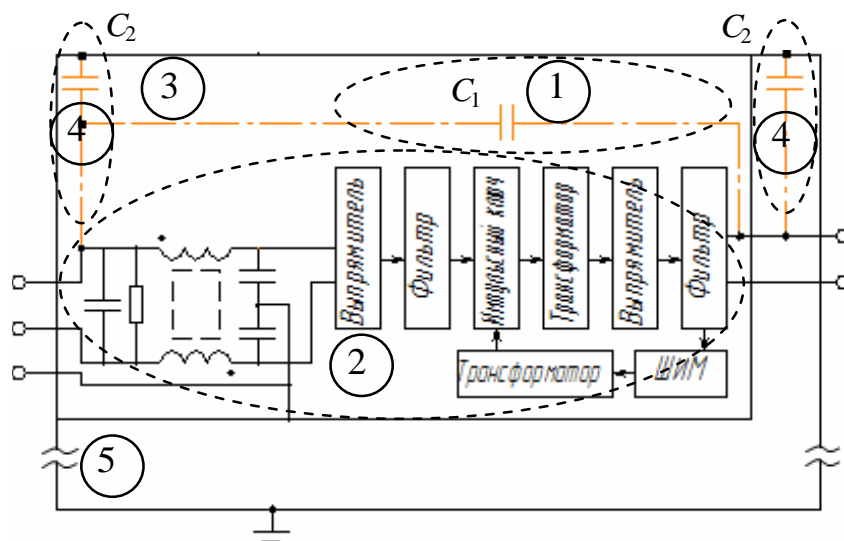 C₂
C₂
3
1
C₁
4
4
Выпрямитель
Фильтр
Импульсный ключ
Трансформатор
Выпрямитель
Фильтр
2
Трансформатор
ШИМ
5